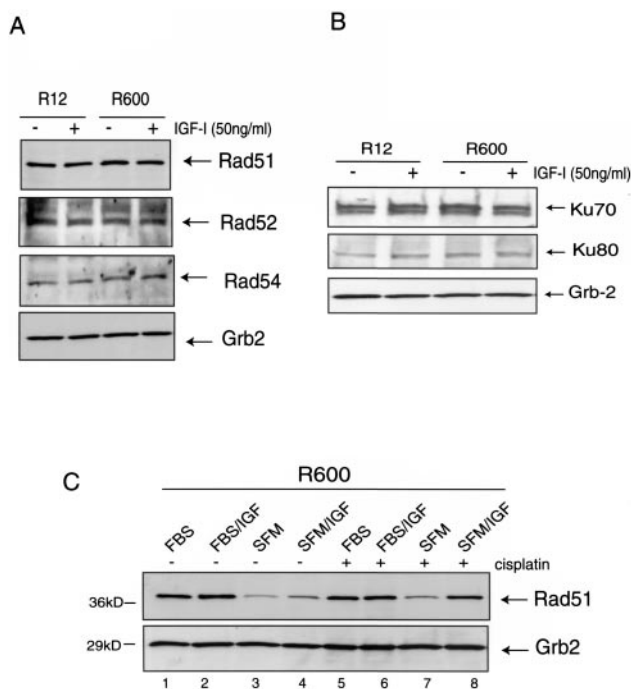 A
R12 R600
- + - + IGF-I (50ng/ml)
Rad51
Rad52
Rad54
Grb2
B
R12 R600
- + - + IGF-I (50ng/ml)
Ku70
Ku80
Grb-2
C
R600
FBS FBS/IGF SFM SFM/IGF FBS FBS/IGF SFM SFM/IGF
- - - - + + + + cisplatin
36kD Rad51
29kD Grb2
1 2 3 4 5 6 7 8